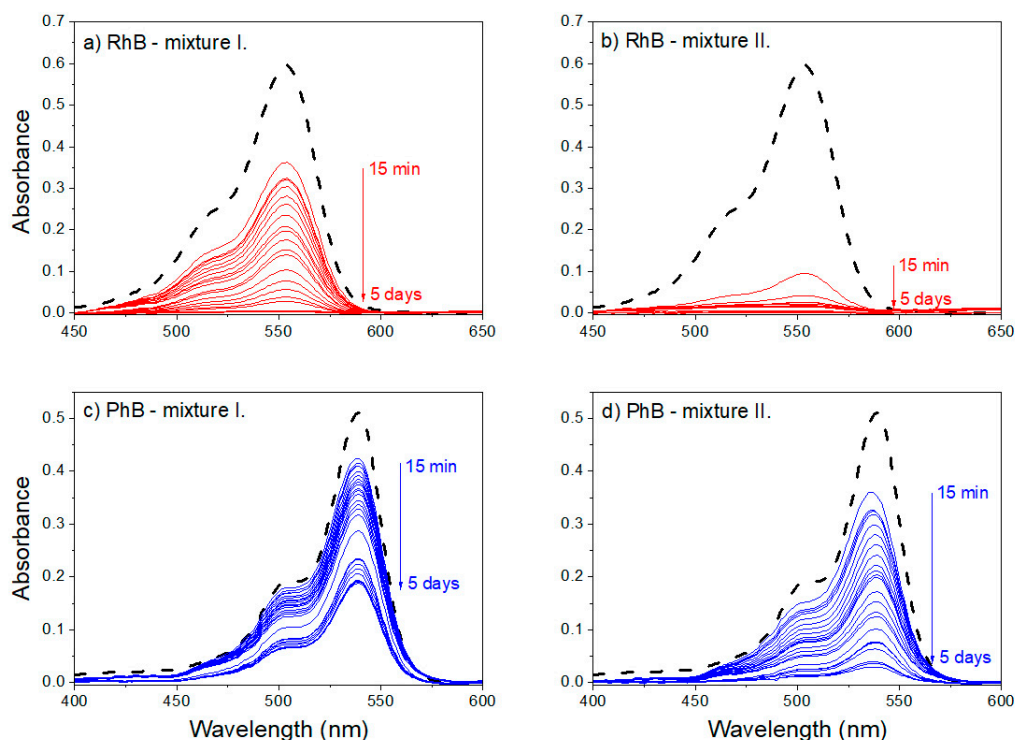 a) RhB - mixture I.
0.7
0.6
0.5
0.4
0.3
0.2
0.1
0.0
Absorbance
15 min
5 days
450 500 550 600 650
b) RhB - mixture II.
0.7
0.6
0.5
0.4
0.3
0.2
0.1
0.0
15 min
5 days
450 500 550 600 650
c) PhB - mixture I.
0.5
0.4
0.3
0.2
0.1
0.0
Absorbance
15 min
5 days
400 450 500 550 600
Wavelength (nm)
d) PhB - mixture II.
0.5
0.4
0.3
0.2
0.1
0.0
15 min
5 days
400 450 500 550 600
Wavelength (nm)